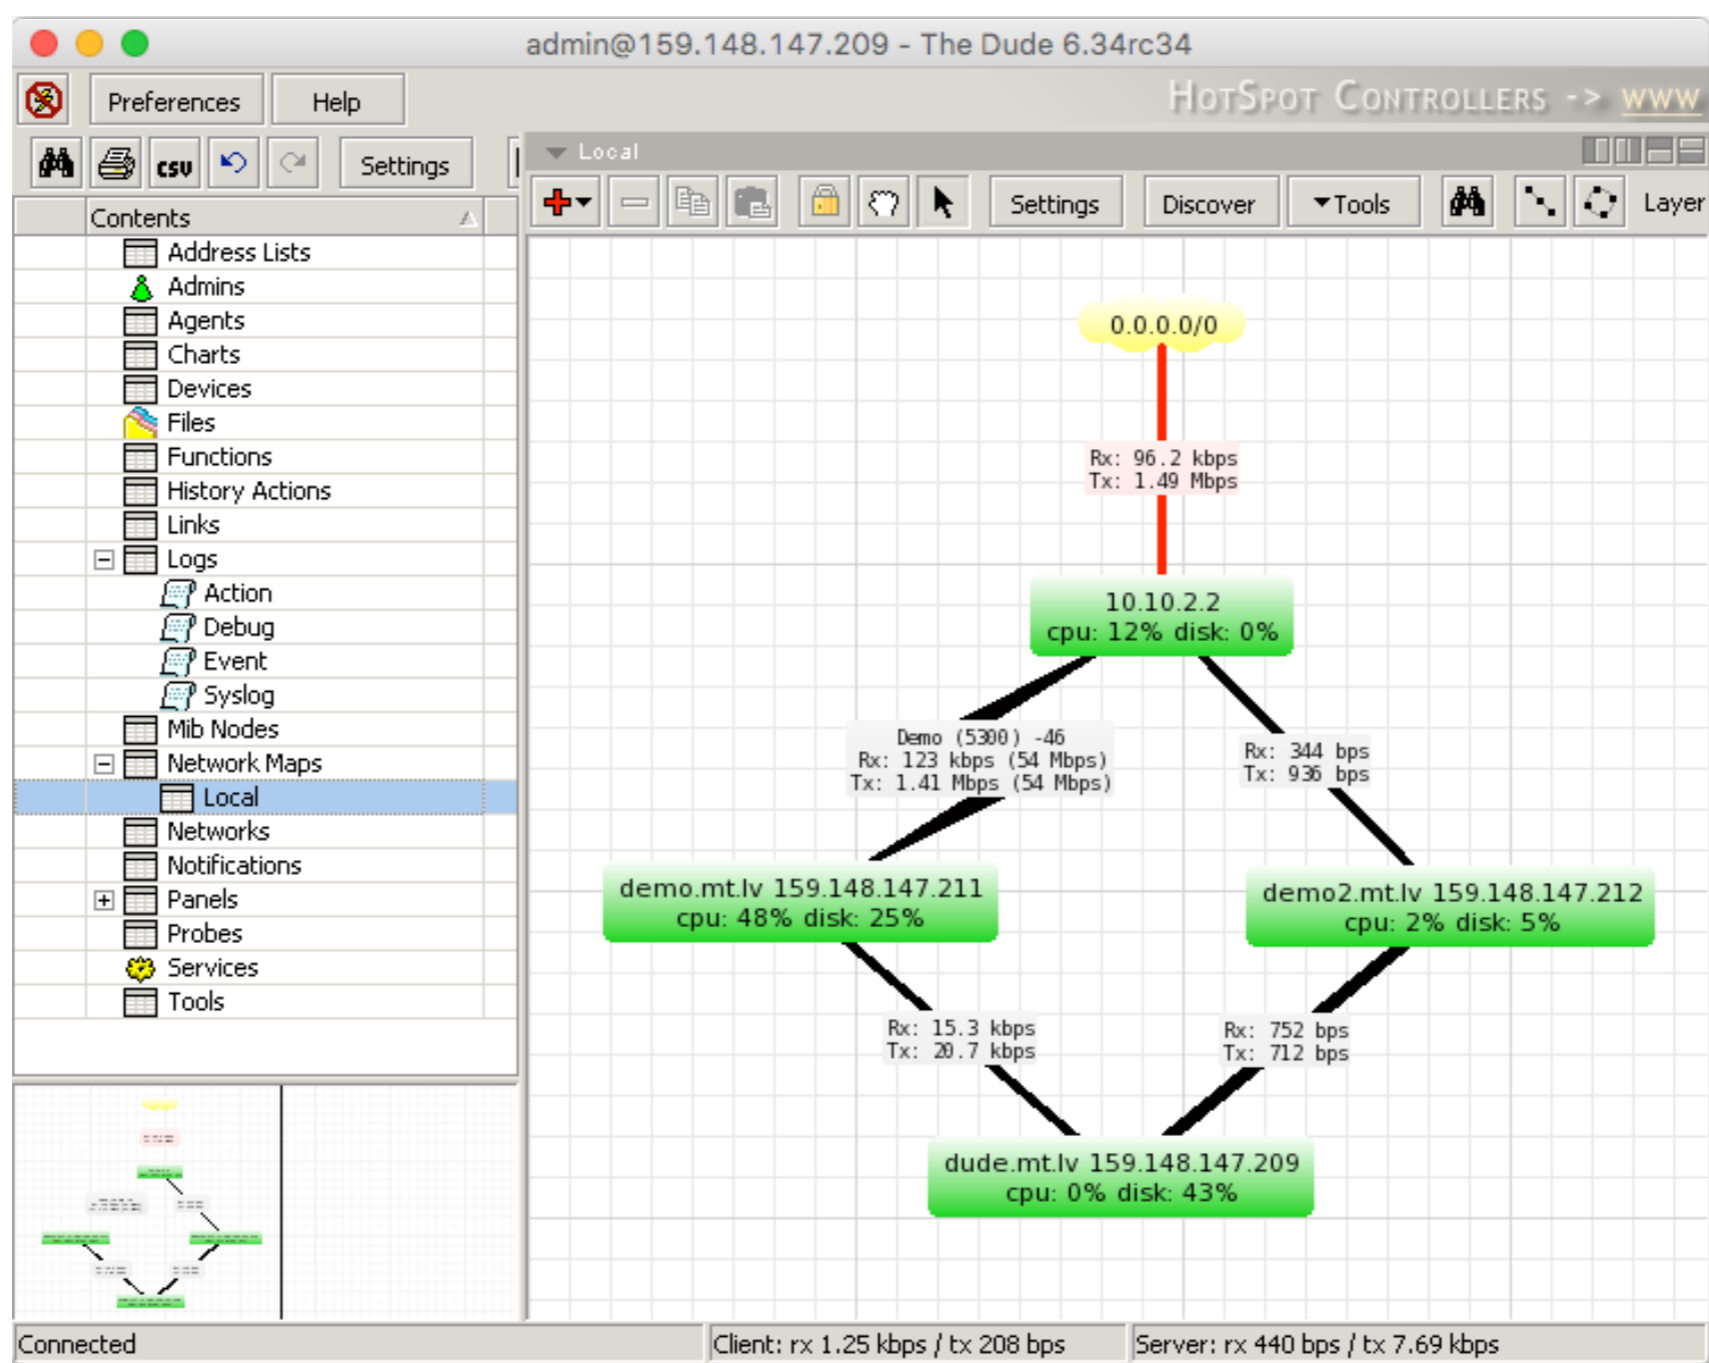 admin@159.148.147.209 - The Dude 6.34rc34
Preferences
Help
HotSpot Controllers -> www
csv
Settings
Local
Settings
Discover
Tools
Layer
Contents
Address Lists
Admins
Agents
Charts
Devices
Files
Functions
History Actions
Links
Logs
Action
Debug
Event
Syslog
Mib Nodes
Network Maps
Local
Networks
Notifications
Panels
Probes
Services
Tools
0.0.0.0/0
Rx: 96.2 kbps
Tx: 1.49 Mbps
10.10.2.2
cpu: 12% disk: 0%
Demo (5300) -46
Rx: 123 kbps (54 Mbps)
Tx: 1.41 Mbps (54 Mbps)
Rx: 344 bps
Tx: 936 bps
demo.mt.lv 159.148.147.211
cpu: 48% disk: 25%
demo2.mt.lv 159.148.147.212
cpu: 2% disk: 5%
Rx: 15.3 kbps
Tx: 20.7 kbps
Rx: 752 bps
Tx: 712 bps
dude.mt.lv 159.148.147.209
cpu: 0% disk: 43%
Connected
Client: rx 1.25 kbps / tx 208 bps
Server: rx 440 bps / tx 7.69 kbps